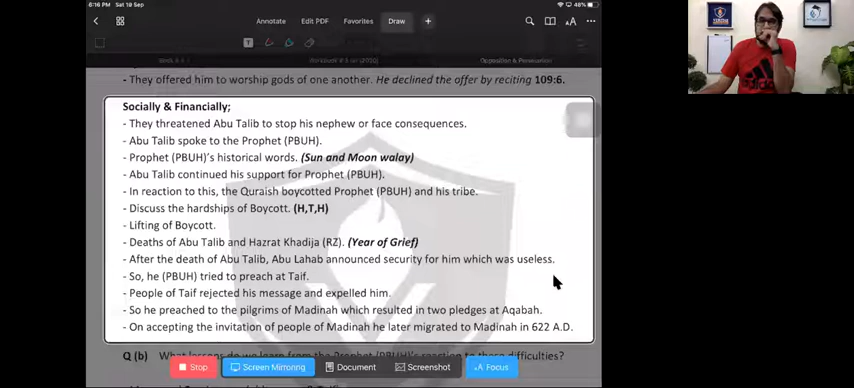 6:16 PM Sat 19 Sep
46%
Annotate Edit PDF Favorites Draw +
AA
T
Opposition & Persecution
- They offered him to worship gods of one another. He declined the offer by reciting 109:6.
Socially & Financially;
- They threatened Abu Talib to stop his nephew or face consequences.
- Abu Talib spoke to the Prophet (PBUH).
- Prophet (PBUH)'s historical words. (Sun and Moon walay)
- Abu Talib continued his support for Prophet (PBUH).
- In reaction to this, the Quraish boycotted Prophet (PBUH) and his tribe.
- Discuss the hardships of Boycott. (H,T,H)
- Lifting of Boycott.
- Deaths of Abu Talib and Hazrat Khadija (RZ). (Year of Grief)
- After the death of Abu Talib, Abu Lahab announced security for him which was useless.
- So, he (PBUH) tried to preach at Taif.
- People of Taif rejected his message and expelled him.
- So he preached to the pilgrims of Madinah which resulted in two pledges at Aqabah.
- On accepting the invitation of people of Madinah he later migrated to Madinah in 622 A.D.
Q (b) What lessons do we learn from the Prophet (PBUH)'s reaction to these difficulties?
Stop Screen Mirroring Document Screenshot Focus
adidas